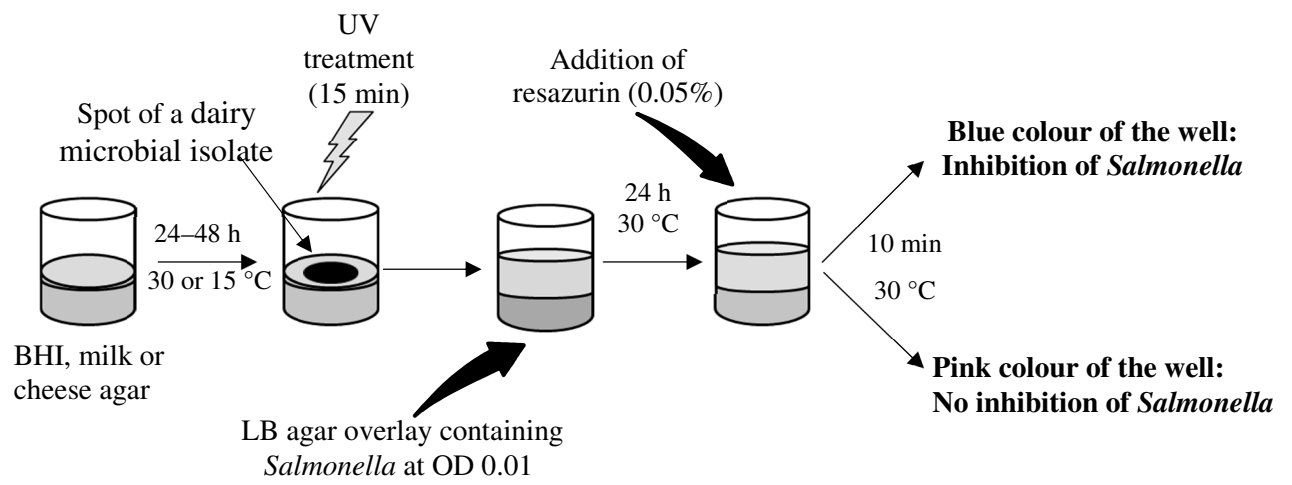 UV
treatment
(15 min)
Addition of
resazurin (0.05%)
Spot of a dairy
microbial isolate
Blue colour of the well:
Inhibition of Salmonella
24–48 h
30 or 15 °C
24 h
30 °C
10 min
30 °C
BHI, milk or
cheese agar
Pink colour of the well:
No inhibition of Salmonella
LB agar overlay containing
Salmonella at OD 0.01